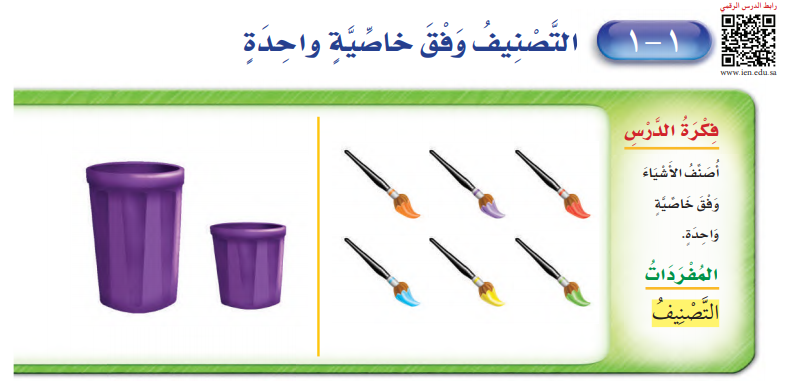 رابط الدرس الرقمي
www.ien.edu.sa
١-١
التَّصْنِيفُ وَفْقَ خاصِّيَّةٍ واحِدَةٍ
فِكْرَةُ الدَّرْسِ
أُصَنِّفُ الأَشْيَاءَ
وَفْقَ خَاصِّيَّةٍ
وَاحِدَةٍ.
المُفْرَدَاتُ
التَّصْنِيفُ